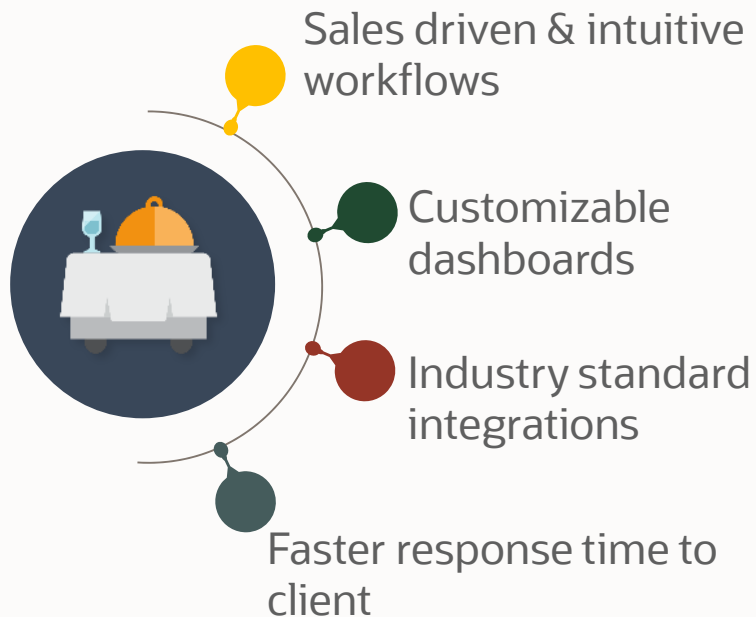 Sales driven & intuitive
workflows
Customizable
dashboards
Industry standard
integrations
Faster response time to
client